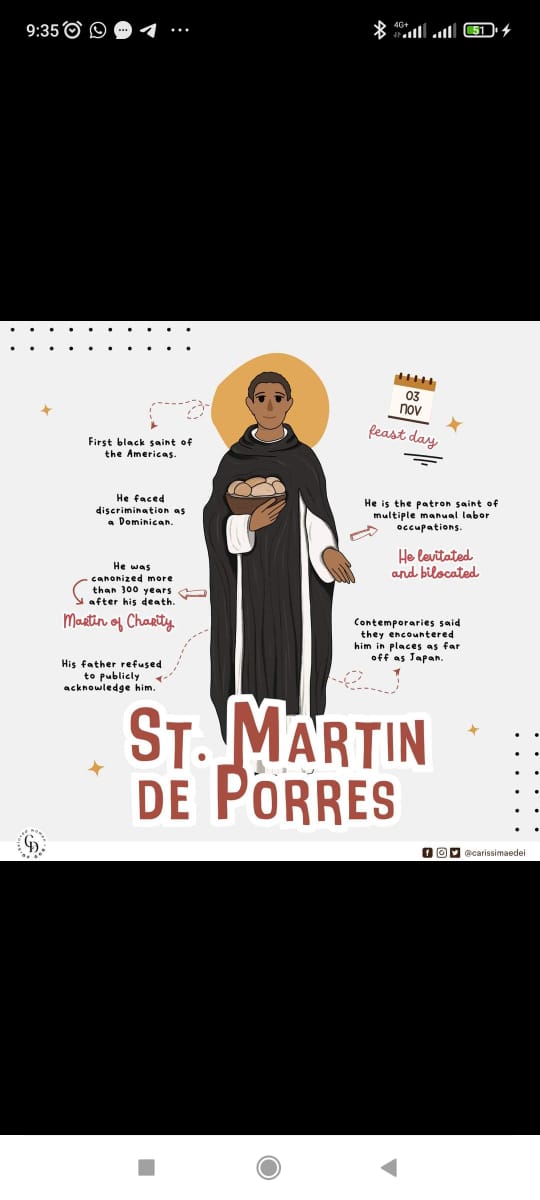 9:35
4G+
51
03
NOV
feast day
First black saint of
the Americas.
He faced
discrimination as
a Dominican.
He is the patron saint of
multiple manual labor
occupations.
He levitated
and bilocated
He was
canonized more
than 300 years
after his death.
Martin of Charity
Contemporaries said
they encountered
him in places as far
off as Japan.
His father refused
to publicly
acknowledge him.
ST. MARTIN
DE PORRES
CD
@carissimaedei